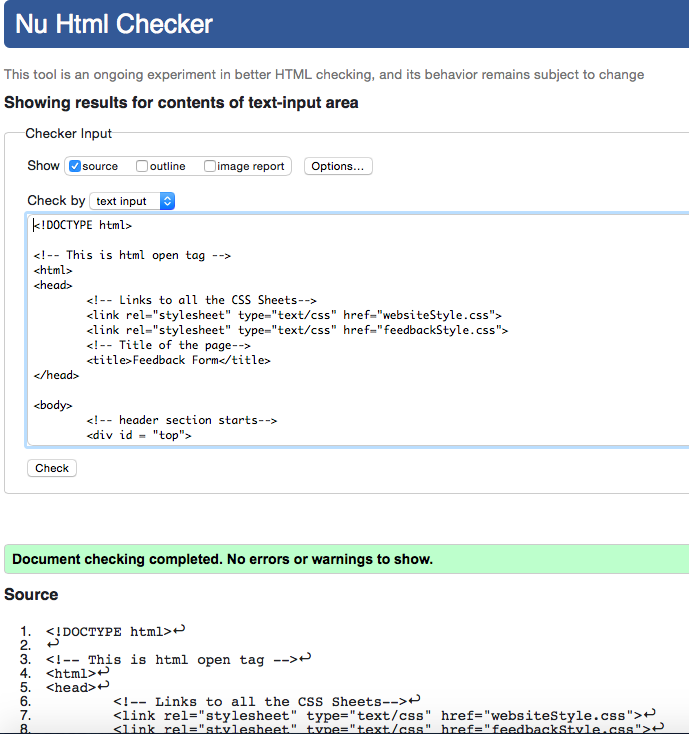 Nu Html Checker
This tool is an ongoing experiment in better HTML checking, and its behavior remains subject to change
Showing results for contents of text-input area
Checker Input
Show source outline image report Options...
Check by text input
<!DOCTYPE html>
<!-- This is html open tag -->
<html>
<head>
<!-- Links to all the CSS Sheets-->
<link rel="stylesheet" type="text/css" href="websiteStyle.css">
<link rel="stylesheet" type="text/css" href="feedbackStyle.css">
<!-- Title of the page-->
<title>Feedback Form</title>
</head>
<body>
<!-- header section starts-->
<div id = "top">
Check
Document checking completed. No errors or warnings to show.
Source
1. <!DOCTYPE html>↩
2. ↩
3. <!-- This is html open tag -->↩
4. <html>↩
5. <head>↩
6. <!-- Links to all the CSS Sheets-->↩
7. <link rel="stylesheet" type="text/css" href="websiteStyle.css">↩
8. <link rel="stylesheet" type="text/css" href="feedbackStyle.css">↩